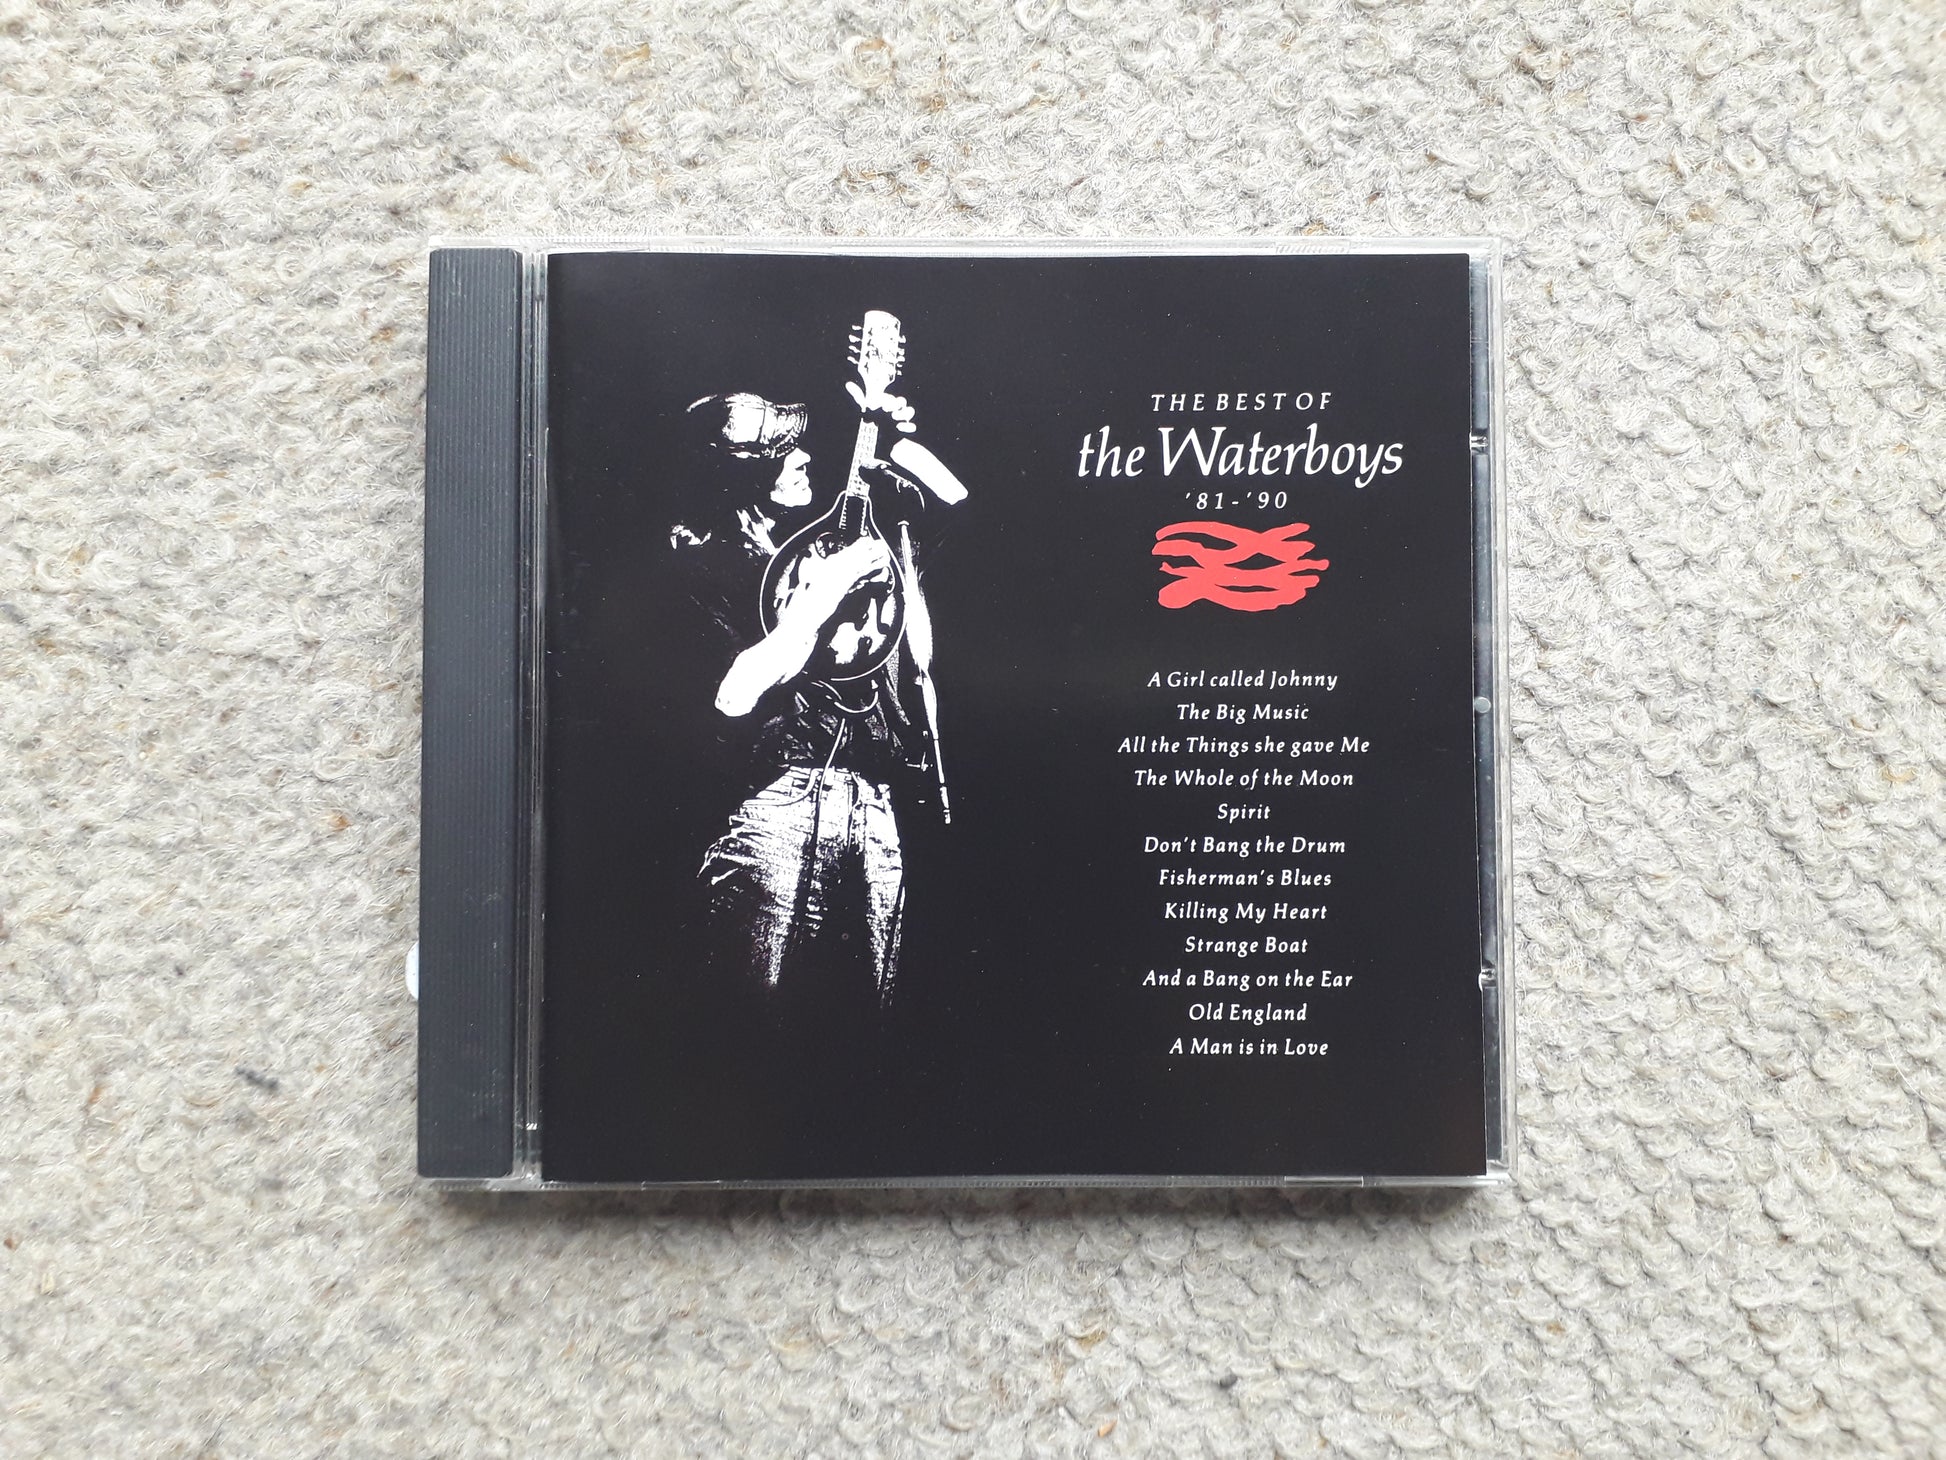 THE BEST OF
the Waterboys
'81-'90
A Girl called Johnny
The Big Music
All the Things she gave Me
The Whole of the Moon
Spirit
Don't Bang the Drum
Fisherman's Blues
Killing My Heart
Strange Boat
And a Bang on the Ear
Old England
A Man is in Love